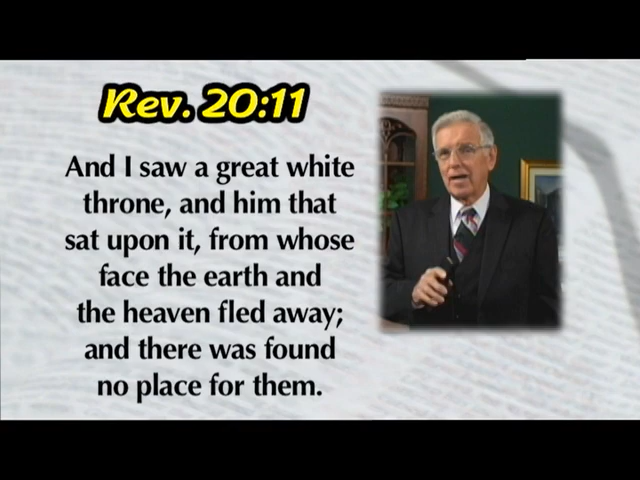 Rev. 20:11
And I saw a great white
throne, and him that
sat upon it, from whose
face the earth and
the heaven fled away;
and there was found
no place for them.